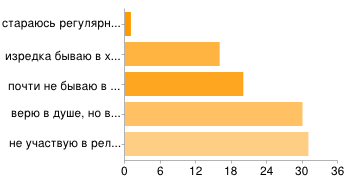 стараюсь регулярн...
изредка бываю в х...
почти не бываю в ...
верю в душе, но в...
не участвую в рел...
0 6 12 18 24 30 36